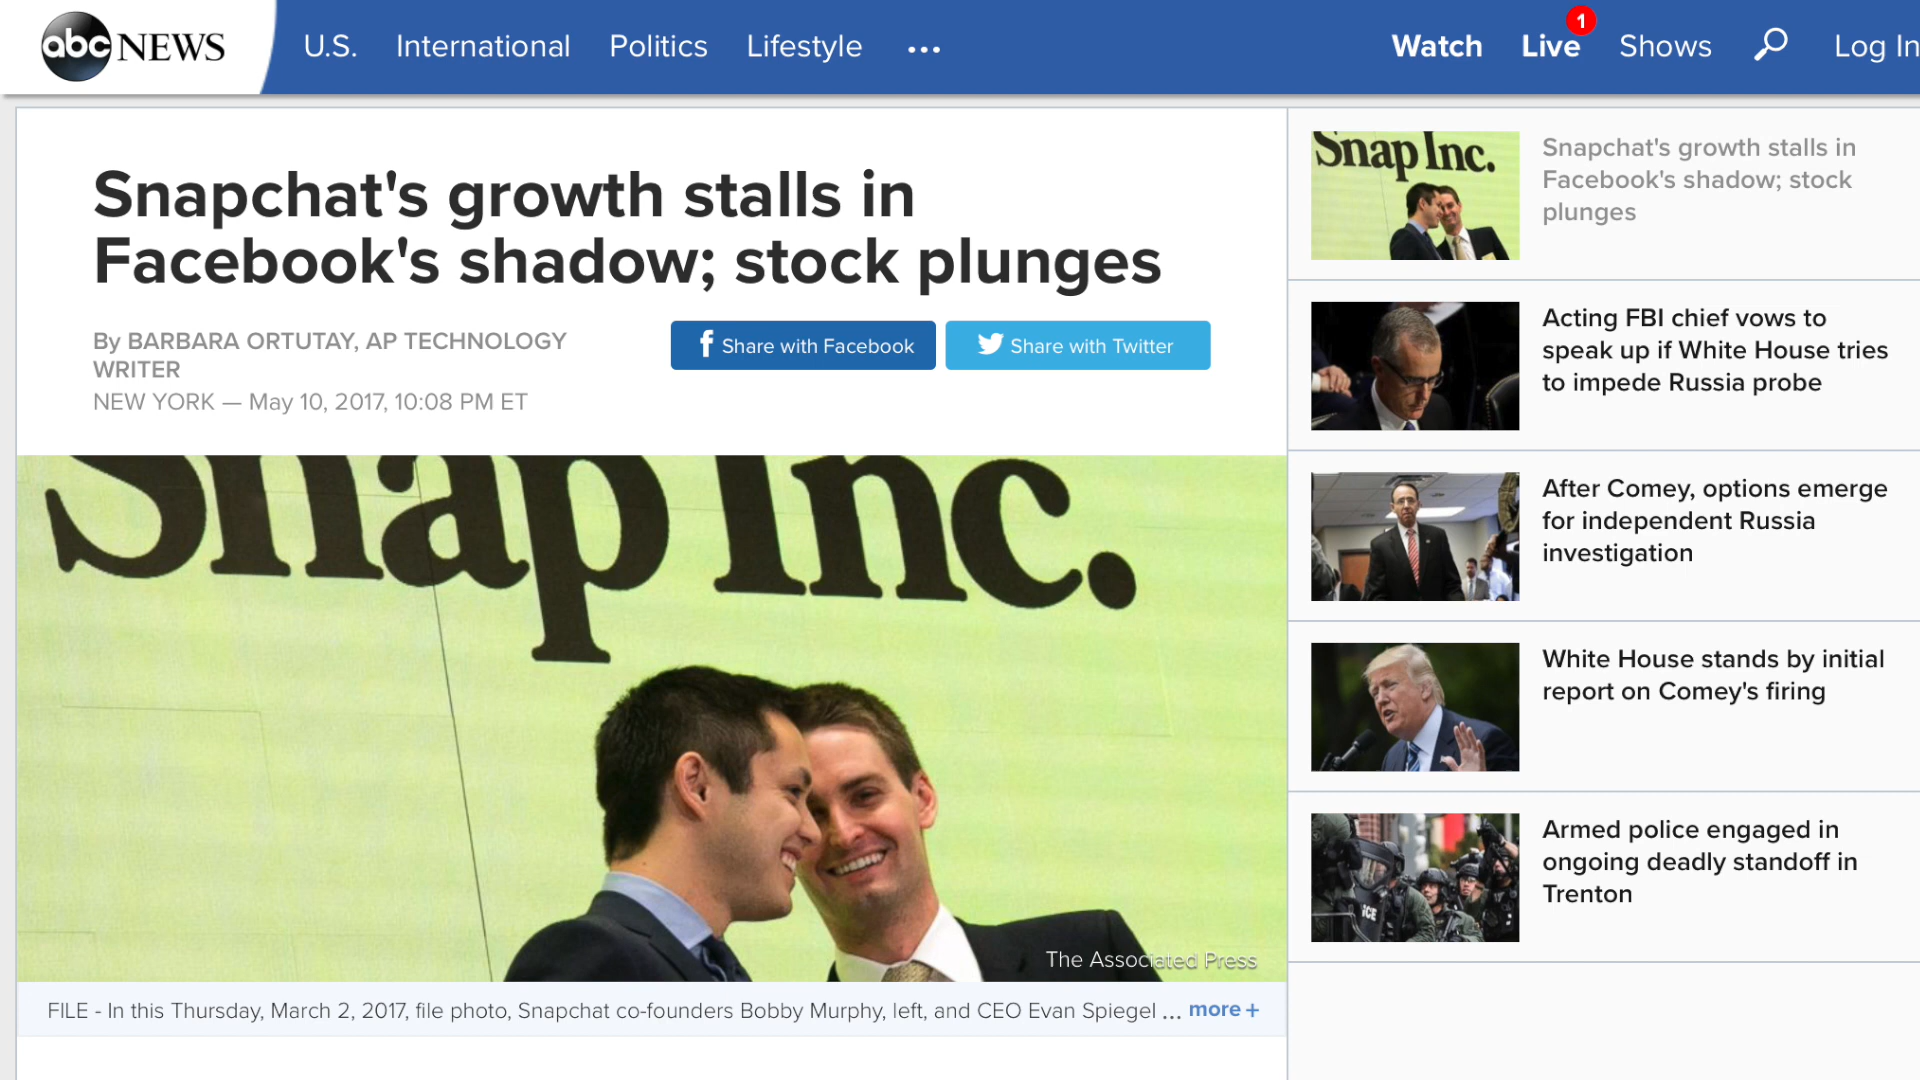 abc NEWS
U.S. International Politics Lifestyle ...
Watch Live 1 Shows Log In
Snapchat's growth stalls in
Facebook's shadow; stock plunges
By BARBARA ORTUTAY, AP TECHNOLOGY
WRITER
NEW YORK — May 10, 2017, 10:08 PM ET
f Share with Facebook
Share with Twitter
Snap Inc.
The Associated Press
FILE - In this Thursday, March 2, 2017, file photo, Snapchat co-founders Bobby Murphy, left, and CEO Evan Spiegel ... more +
Snap Inc.
Snapchat's growth stalls in
Facebook's shadow; stock
plunges
Acting FBI chief vows to
speak up if White House tries
to impede Russia probe
After Comey, options emerge
for independent Russia
investigation
White House stands by initial
report on Comey's firing
Armed police engaged in
ongoing deadly standoff in
Trenton